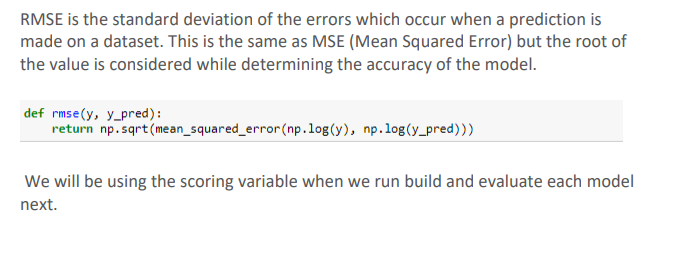 RMSE is the standard deviation of the errors which occur when a prediction is
made on a dataset. This is the same as MSE (Mean Squared Error) but the root of
the value is considered while determining the accuracy of the model.
def rmse(y, y_pred):
    return np.sqrt(mean_squared_error(np.log(y), np.log(y_pred)))
We will be using the scoring variable when we run build and evaluate each model
next.